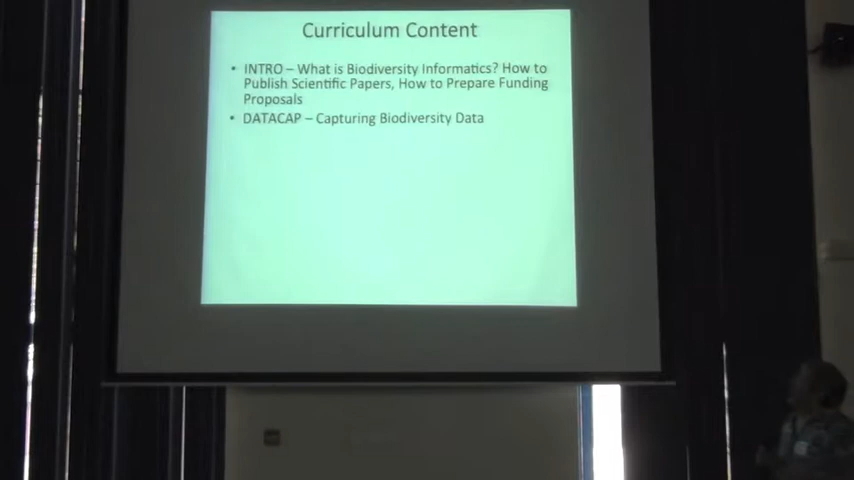 Curriculum Content
• INTRO – What is Biodiversity Informatics? How to
Publish Scientific Papers, How to Prepare Funding
Proposals
• DATACAP – Capturing Biodiversity Data